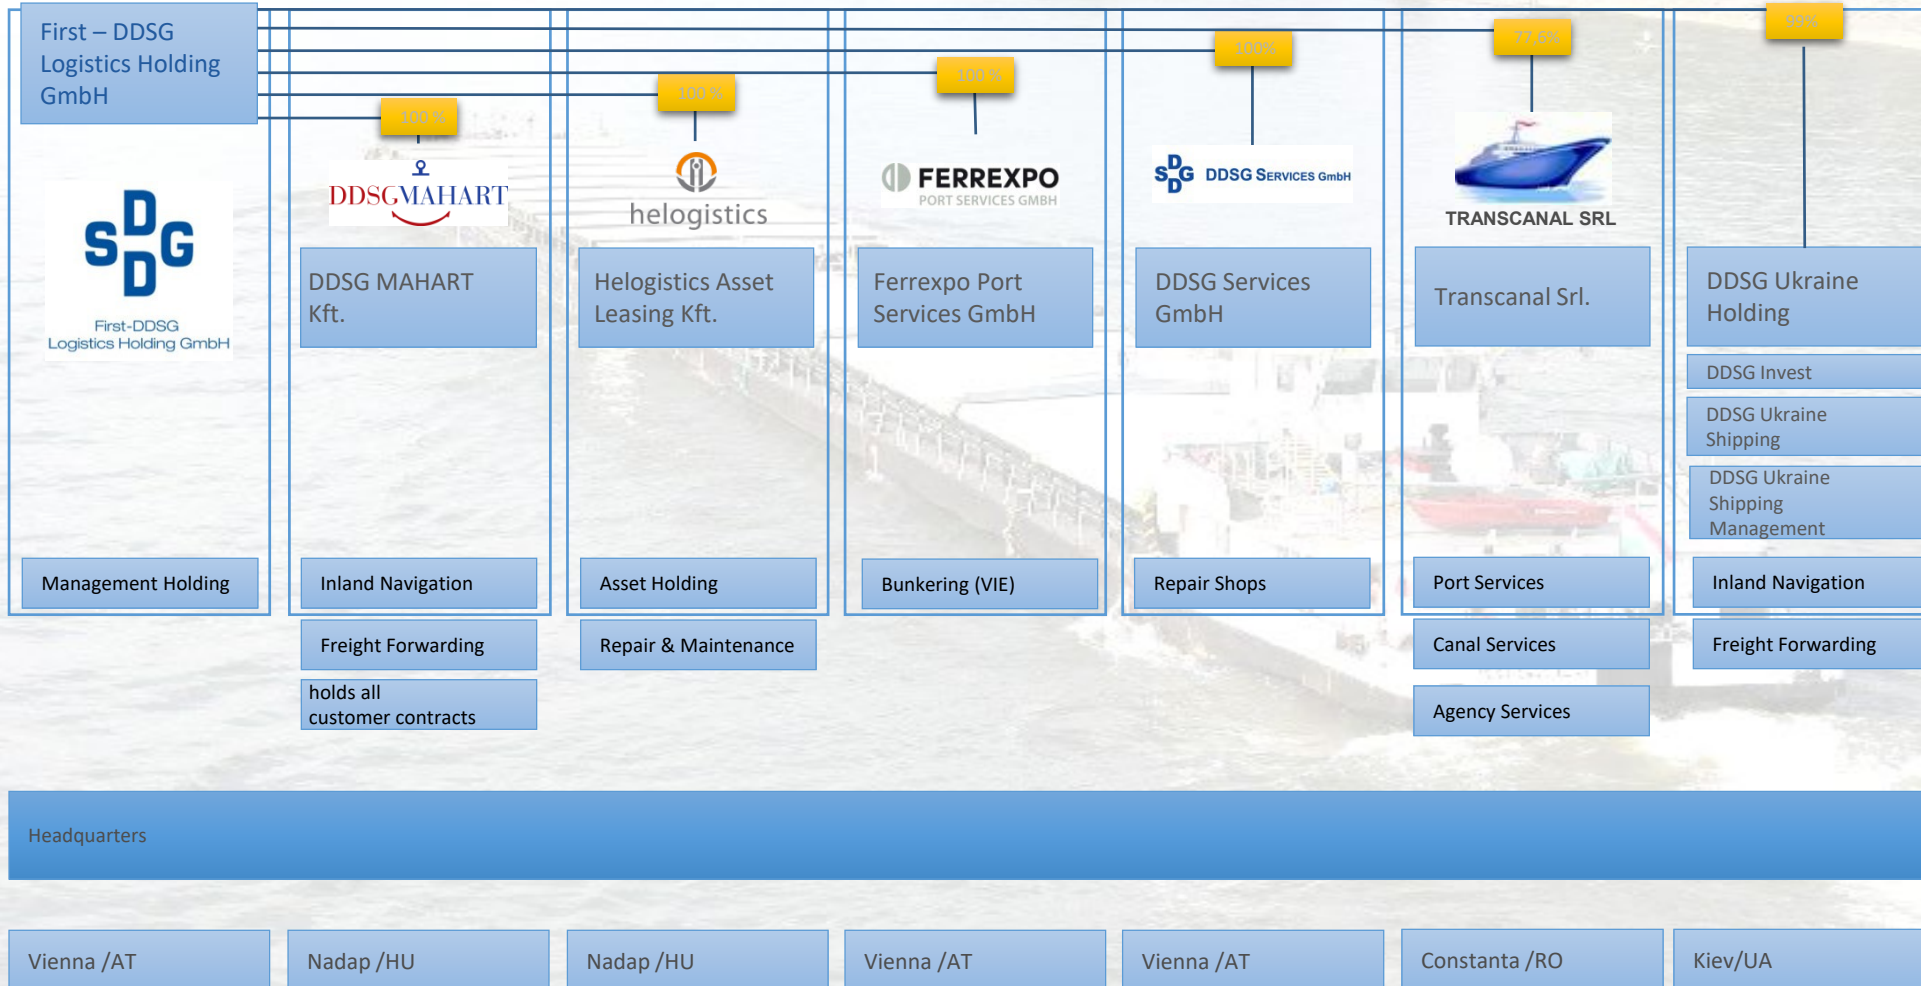 First – DDSG
Logistics Holding
GmbH
100 %
100 %
100 %
100%
77,6%
99%
S D D G
First-DDSG
Logistics Holding GmbH
DDSGMAHART
helogistics
FERREXPO
PORT SERVICES GMBH
S D D G DDSG SERVICES GmbH
TRANSCANAL SRL
DDSG MAHART
Kft.
Helogistics Asset
Leasing Kft.
Ferrexpo Port
Services GmbH
DDSG Services
GmbH
Transcanal Srl.
DDSG Ukraine
Holding
DDSG Invest
DDSG Ukraine
Shipping
DDSG Ukraine
Shipping
Management
Management Holding
Inland Navigation
Asset Holding
Bunkering (VIE)
Repair Shops
Port Services
Inland Navigation
Freight Forwarding
Repair & Maintenance
Canal Services
Freight Forwarding
holds all
customer contracts
Agency Services
Headquarters
Vienna /AT
Nadap /HU
Nadap /HU
Vienna /AT
Vienna /AT
Constanta /RO
Kiev/UA